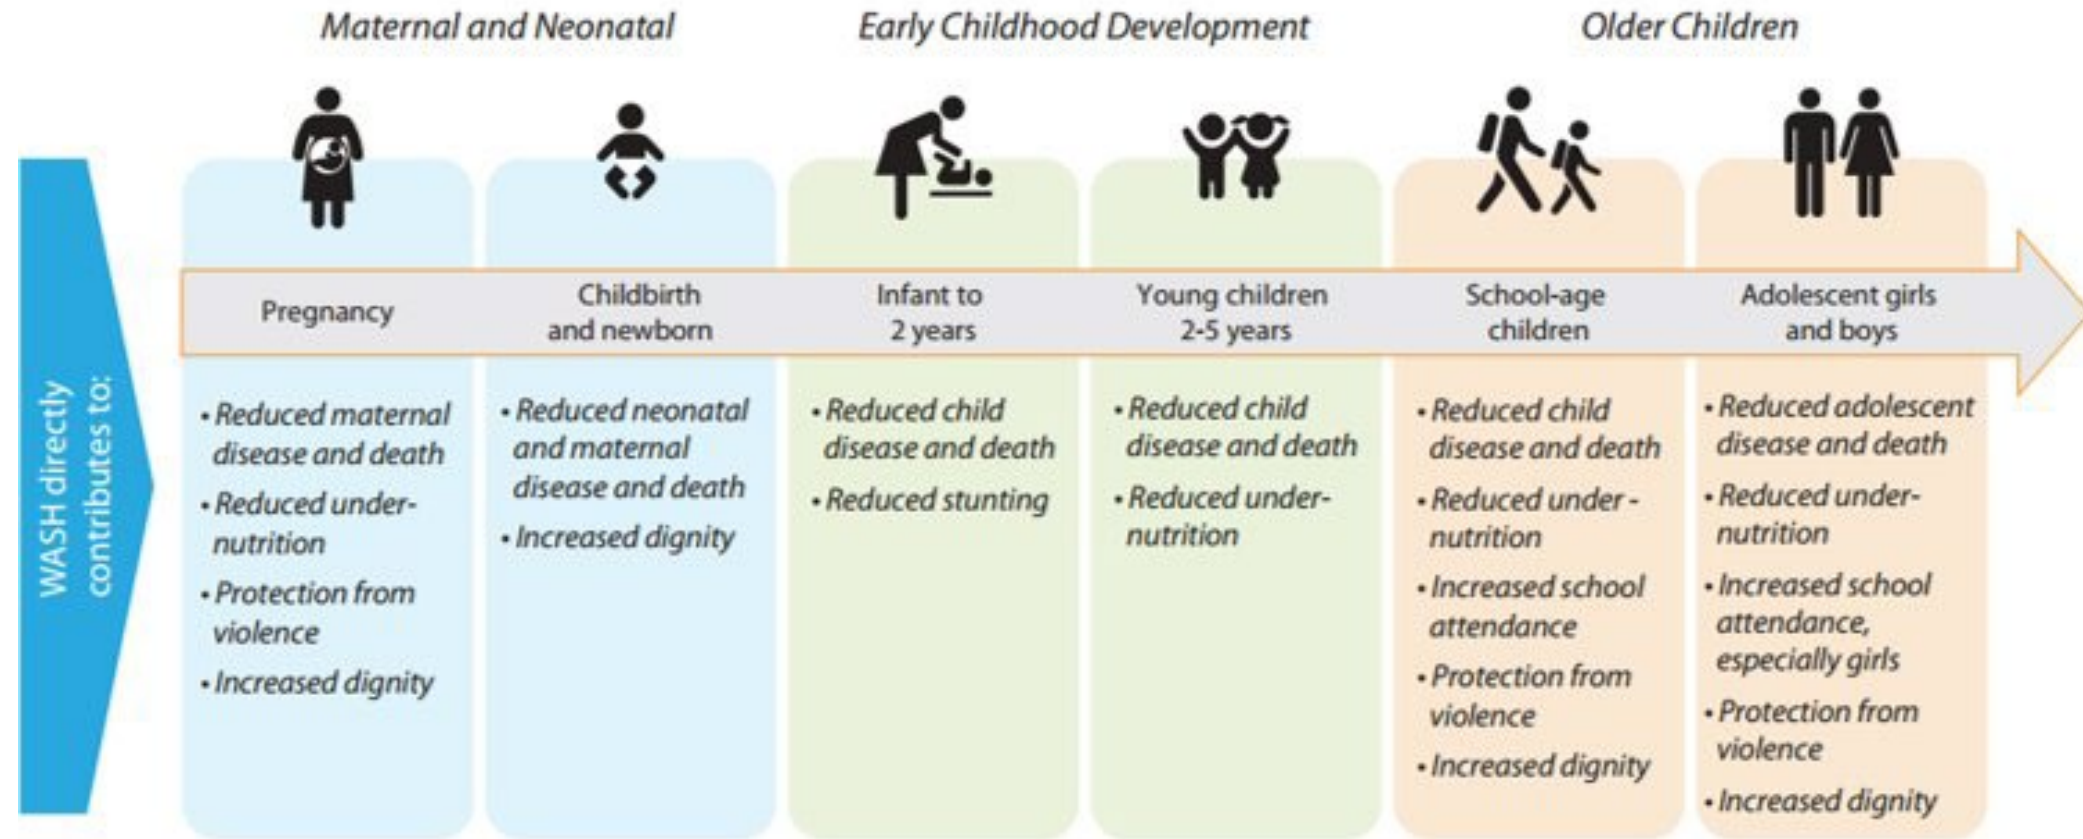 Maternal and Neonatal
Early Childhood Development
Older Children
WASH directly
contributes to:
Pregnancy
Childbirth
and newborn
Infant to
2 years
Young children
2-5 years
School-age
children
Adolescent girls
and boys
• Reduced maternal
disease and death
• Reduced under-
nutrition
• Protection from
violence
• Increased dignity
• Reduced neonatal
and maternal
disease and death
• Increased dignity
• Reduced child
disease and death
• Reduced stunting
• Reduced child
disease and death
• Reduced under-
nutrition
• Reduced child
disease and death
• Reduced under -
nutrition
• Increased school
attendance
• Protection from
violence
• Increased dignity
• Reduced adolescent
disease and death
• Reduced under-
nutrition
• Increased school
attendance,
especially girls
• Protection from
violence
• Increased dignity